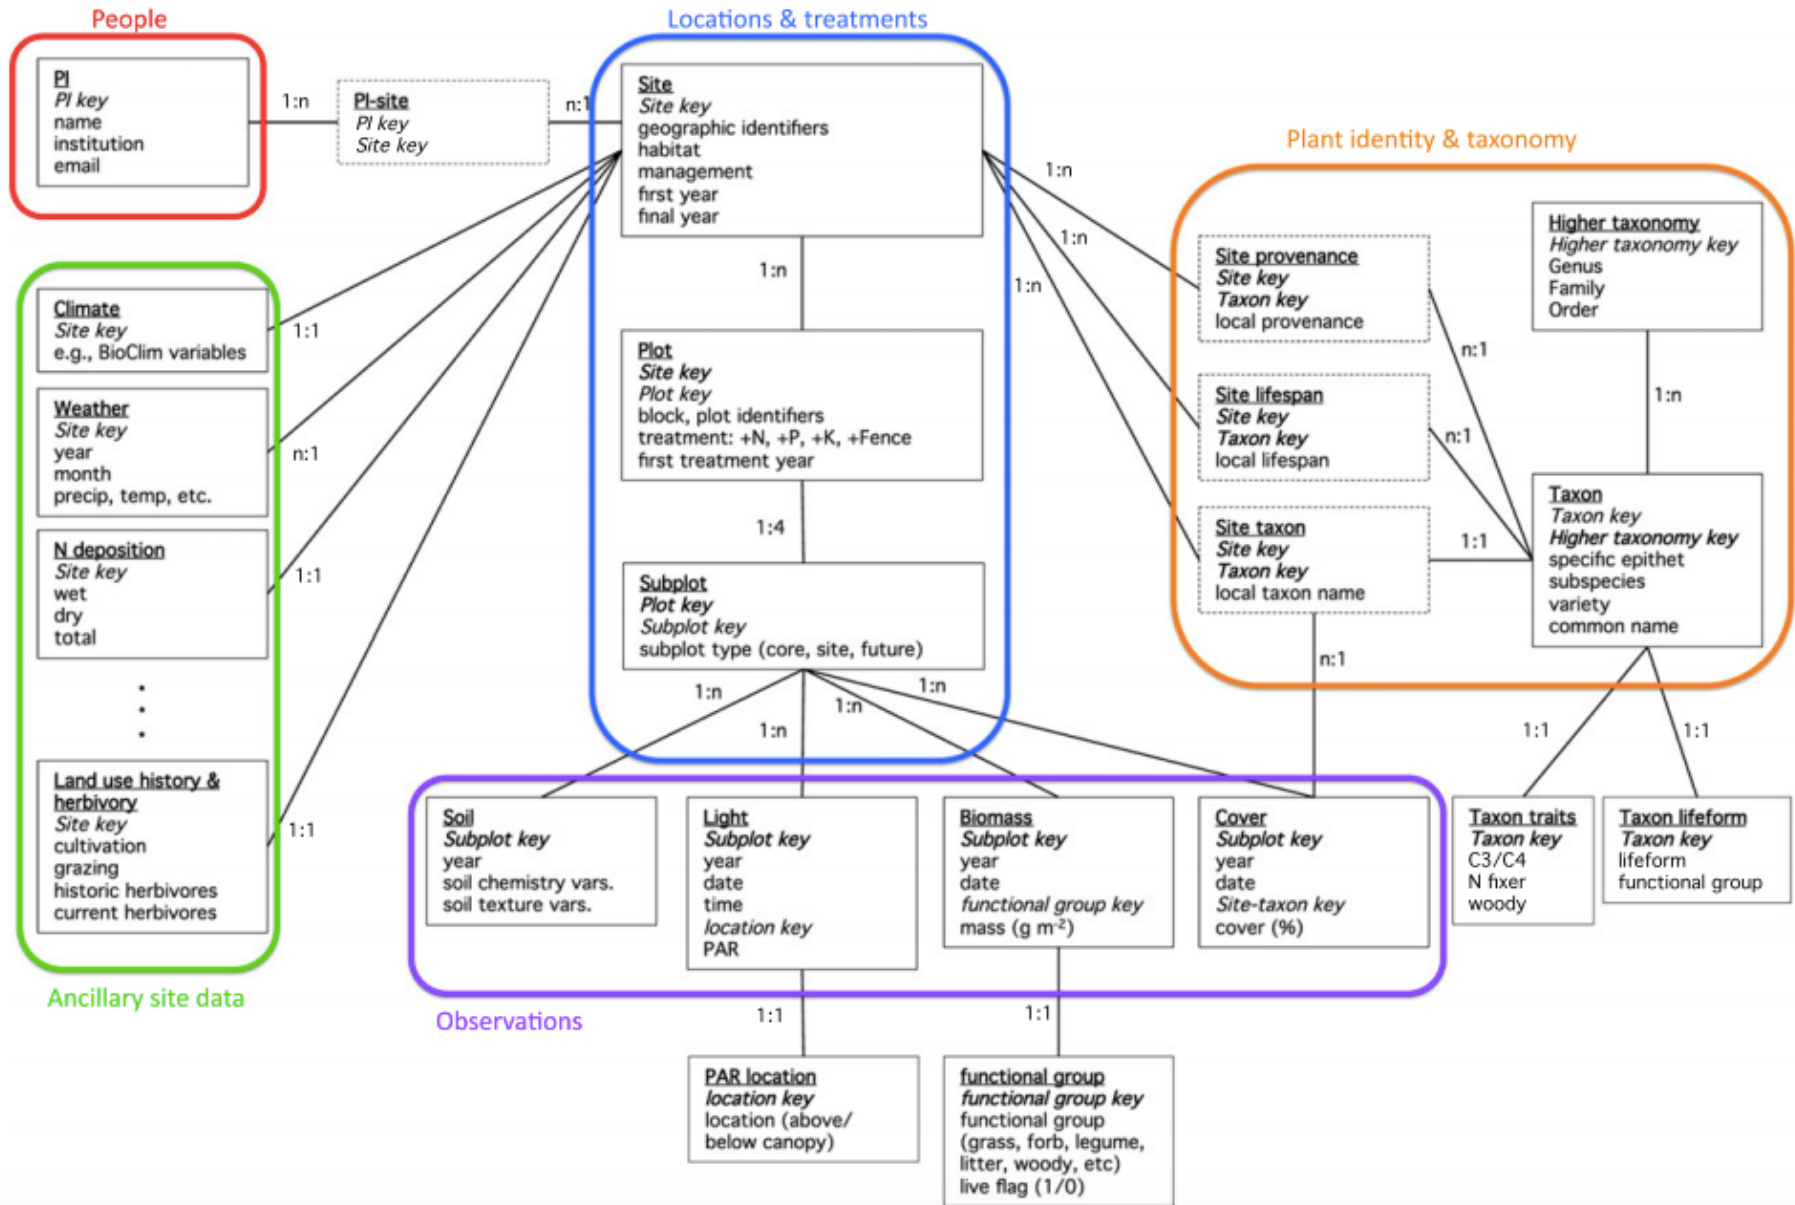 People
PI
PI key
name
institution
email
1:n
PI-site
PI key
Site key
n:1
Locations & treatments
Site
Site key
geographic identifiers
habitat
management
first year
final year
1:n
Plot
Site key
Plot key
block, plot identifiers
treatment: +N, +P, +K, +Fence
first treatment year
1:4
Subplot
Plot key
Subplot key
subplot type (core, site, future)
1:n
1:n
1:n
1:n
Climate
Site key
e.g., BioClim variables
1:1
Weather
Site key
year
month
precip, temp, etc.
n:1
N deposition
Site key
wet
dry
total
1:1
Land use history &
herbivory
Site key
cultivation
grazing
historic herbivores
current herbivores
1:1
Ancillary site data
Plant identity & taxonomy
1:n
1:n
1:n
Site provenance
Site key
Taxon key
local provenance
n:1
Site lifespan
Site key
Taxon key
local lifespan
n:1
Site taxon
Site key
Taxon key
local taxon name
1:1
n:1
Higher taxonomy
Higher taxonomy key
Genus
Family
Order
1:n
Taxon
Taxon key
Higher taxonomy key
specific epithet
subspecies
variety
common name
1:1
1:1
Soil
Subplot key
year
soil chemistry vars.
soil texture vars.
Light
Subplot key
year
date
time
location key
PAR
Biomass
Subplot key
year
date
functional group key
mass (g m⁻²)
Cover
Subplot key
year
date
Site-taxon key
cover (%)
Taxon traits
Taxon key
C3/C4
N fixer
woody
Taxon lifeform
Taxon key
lifeform
functional group
Observations
1:1
1:1
PAR location
location key
location (above/
below canopy)
functional group
functional group key
functional group
(grass, forb, legume,
litter, woody, etc)
live flag (1/0)